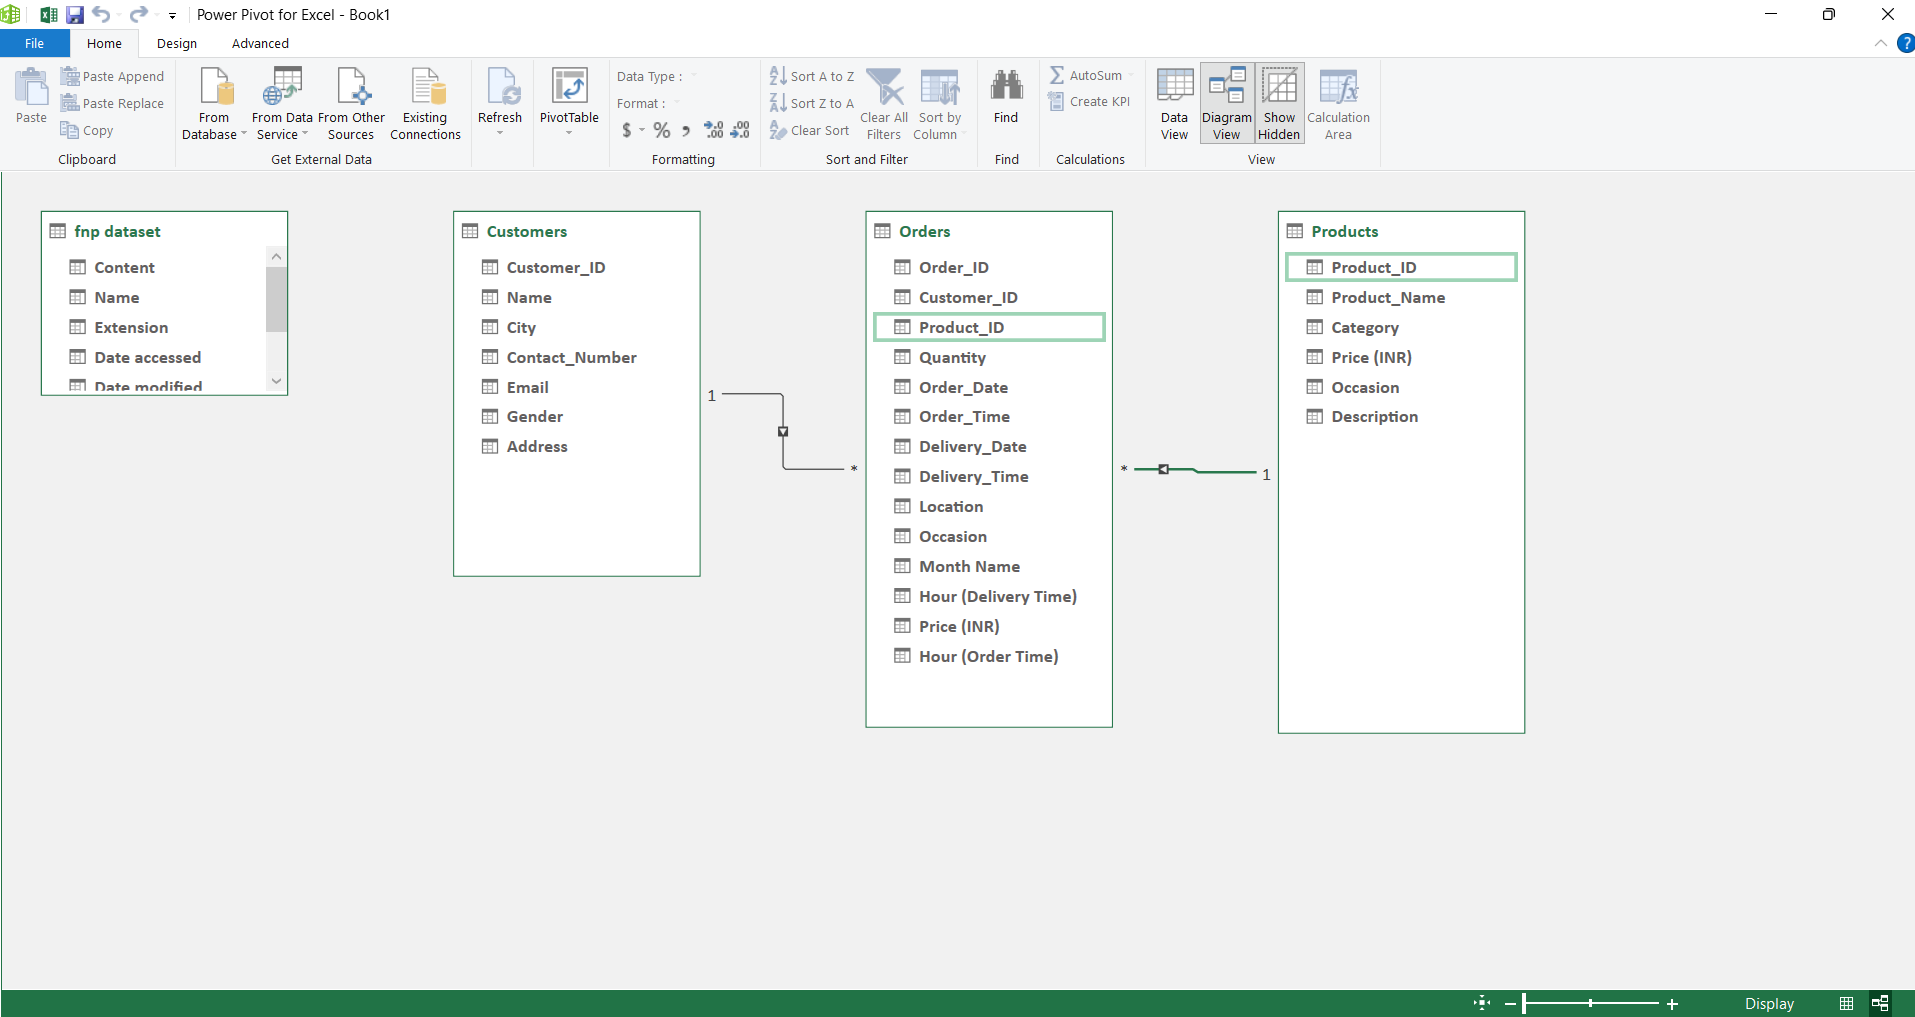 Power Pivot for Excel - Book1
File Home Design Advanced
?
Paste
Paste Append
Paste Replace
Copy
Clipboard
From Database
From Data Service
From Other Sources
Existing Connections
Get External Data
Refresh
PivotTable
Data Type :
Format :
$ % , .00 .00
Formatting
Sort A to Z
Sort Z to A
Clear Sort
Clear All Filters
Sort by Column
Sort and Filter
Find
Find
AutoSum
Create KPI
Calculations
Data View
Diagram View
Show Hidden
Calculation Area
View
fnp dataset
Content
Name
Extension
Date accessed
Date modified
Customers
Customer_ID
Name
City
Contact_Number
Email
Gender
Address
1
*
Orders
Order_ID
Customer_ID
Product_ID
Quantity
Order_Date
Order_Time
Delivery_Date
Delivery_Time
Location
Occasion
Month Name
Hour (Delivery Time)
Price (INR)
Hour (Order Time)
*
1
Products
Product_ID
Product_Name
Category
Price (INR)
Occasion
Description
Display